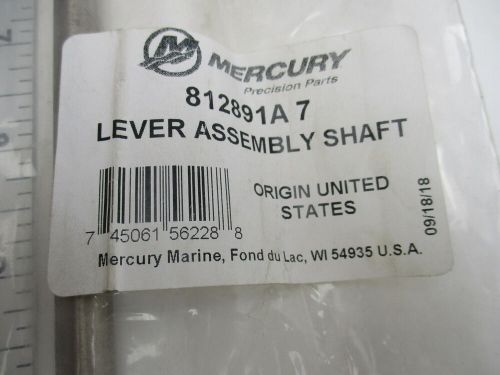 MERCURY
Precision Parts
812891A 7
LEVER ASSEMBLY SHAFT
ORIGIN UNITED
STATES
7 45061 56228 8
09/18/18
Mercury Marine, Fond du Lac, WI 54935 U.S.A.